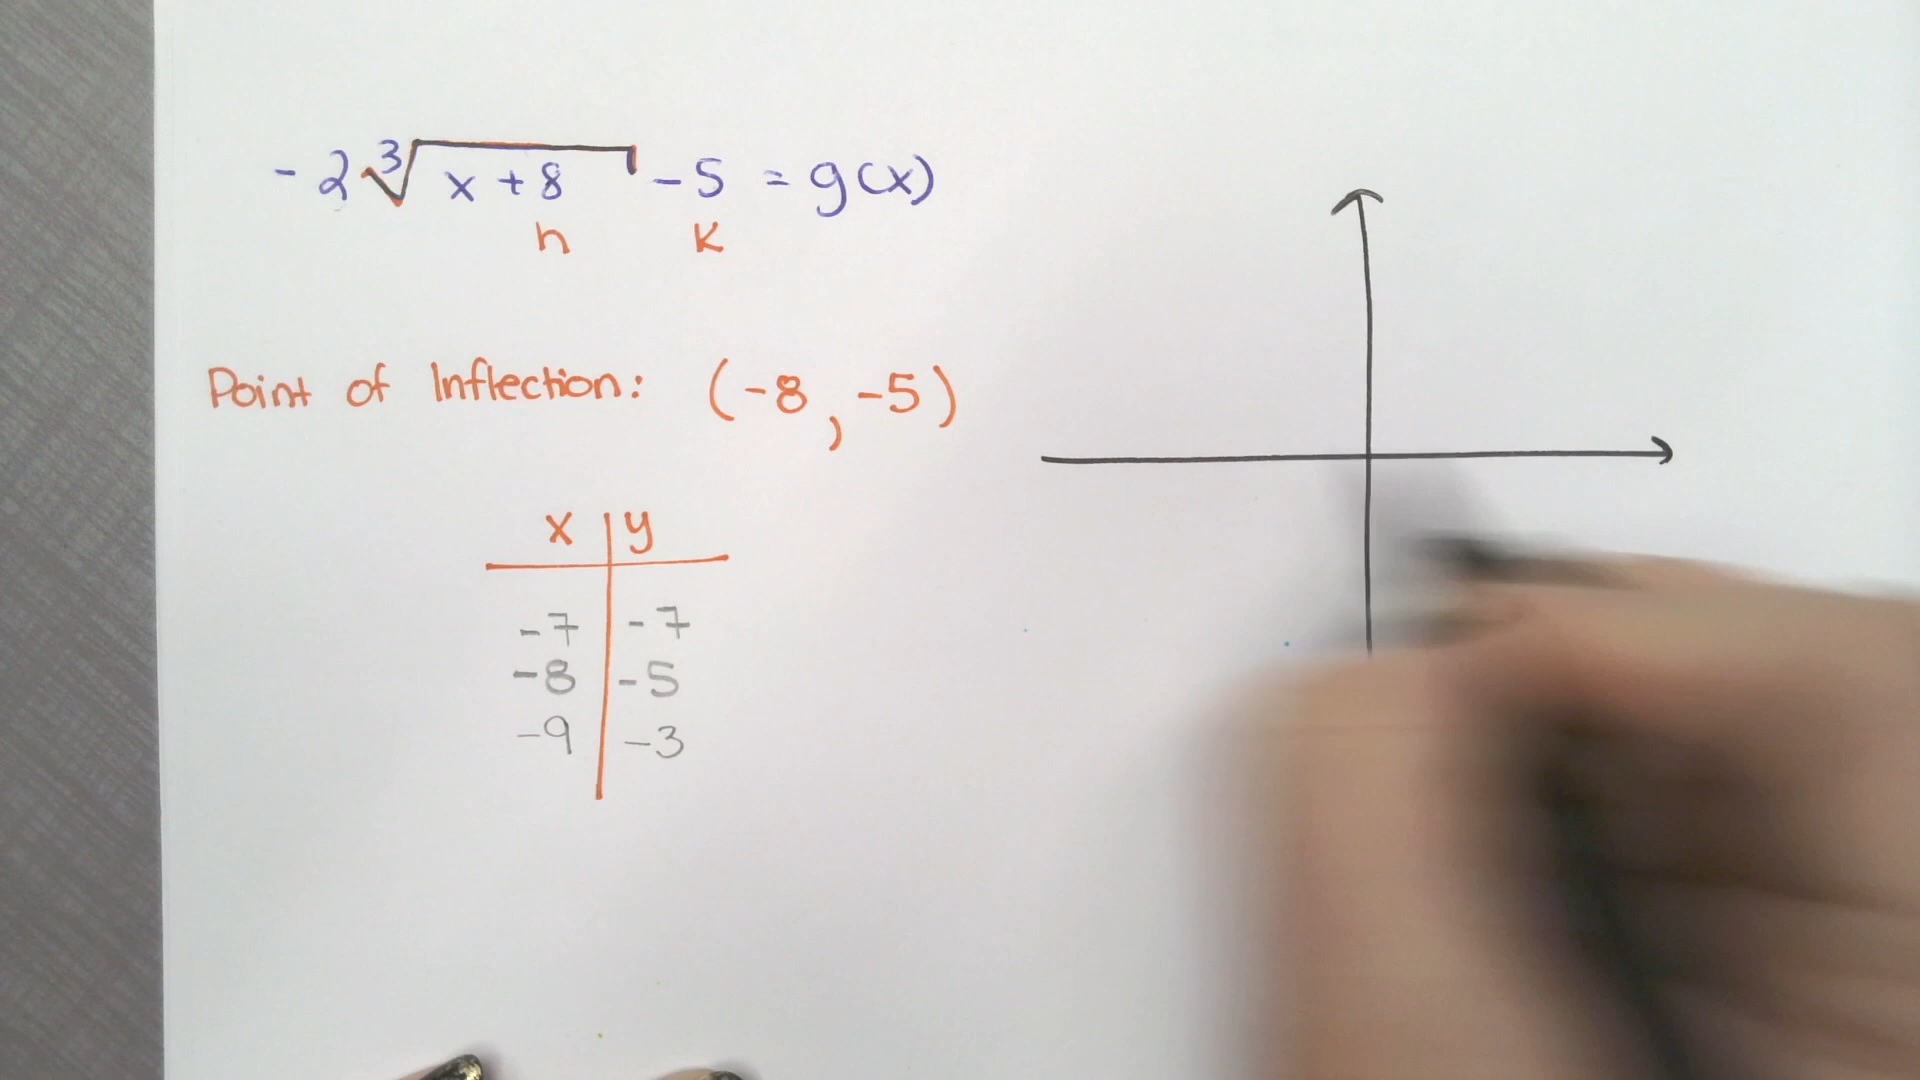 -2∛(x+8) -5 = g(x)
h k
Point of Inflection: (-8, -5)
x y
-7 -7
-8 -5
-9 -3